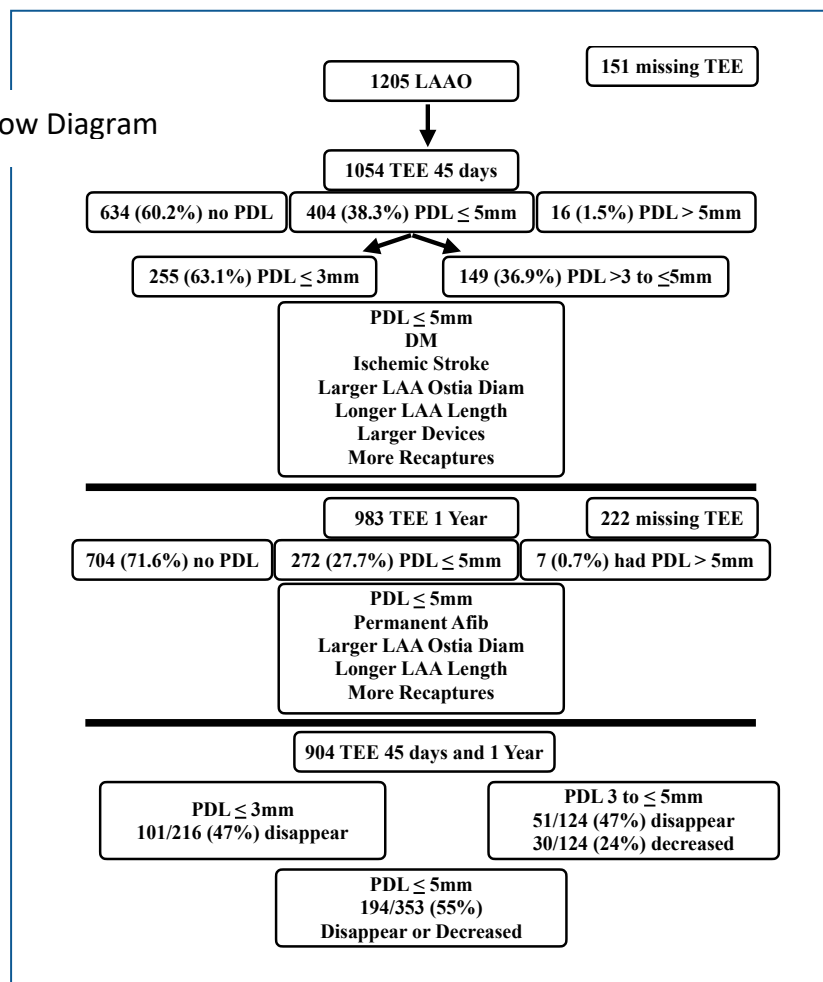 1205 LAAO
151 missing TEE
ow Diagram
1054 TEE 45 days
634 (60.2%) no PDL
404 (38.3%) PDL ≤ 5mm
16 (1.5%) PDL > 5mm
255 (63.1%) PDL ≤ 3mm
149 (36.9%) PDL >3 to ≤5mm
PDL ≤ 5mm
DM
Ischemic Stroke
Larger LAA Ostia Diam
Longer LAA Length
Larger Devices
More Recaptures
983 TEE 1 Year
222 missing TEE
704 (71.6%) no PDL
272 (27.7%) PDL ≤ 5mm
7 (0.7%) had PDL > 5mm
PDL ≤ 5mm
Permanent Afib
Larger LAA Ostia Diam
Longer LAA Length
More Recaptures
904 TEE 45 days and 1 Year
PDL ≤ 3mm
101/216 (47%) disappear
PDL 3 to ≤ 5mm
51/124 (47%) disappear
30/124 (24%) decreased
PDL ≤ 5mm
194/353 (55%)
Disappear or Decreased